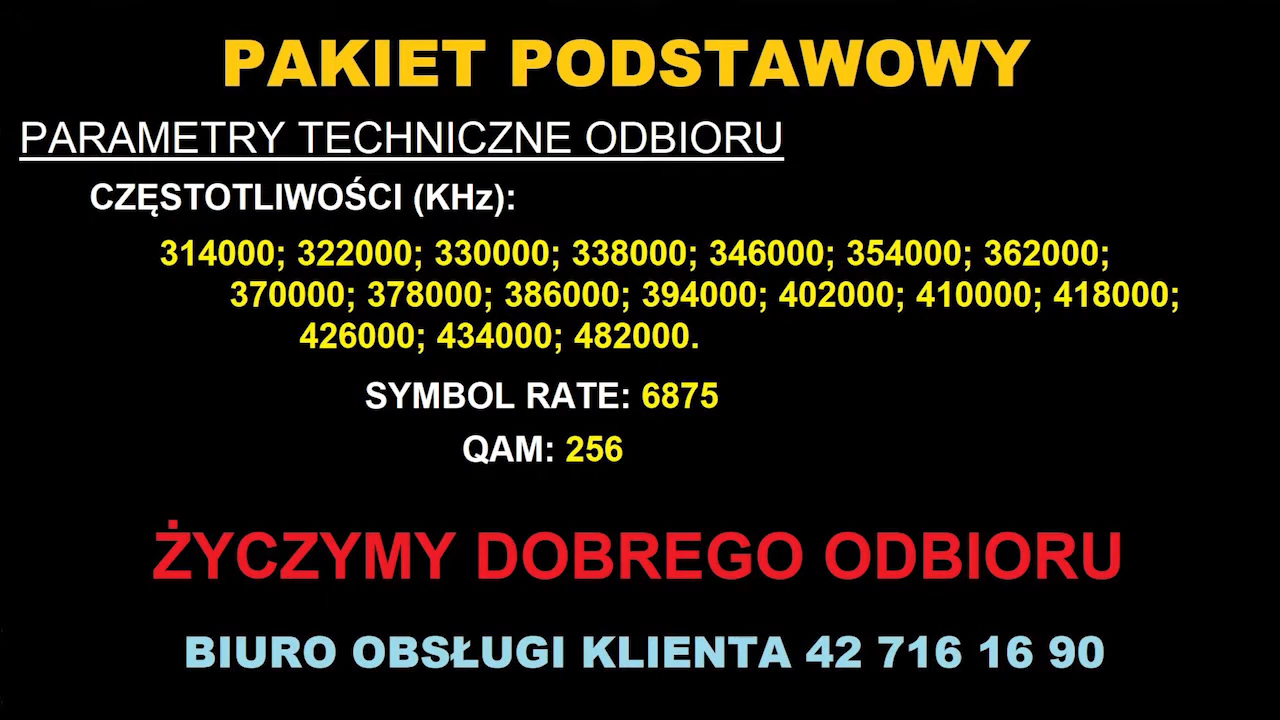 PAKIET PODSTAWOWY
PARAMETRY TECHNICZNE ODBIORU
CZĘSTOTLIWOŚCI (KHz):
314000; 322000; 330000; 338000; 346000; 354000; 362000;
370000; 378000; 386000; 394000; 402000; 410000; 418000;
426000; 434000; 482000.
SYMBOL RATE: 6875
QAM: 256
ŻYCZYMY DOBREGO ODBIORU
BIURO OBSŁUGI KLIENTA 42 716 16 90